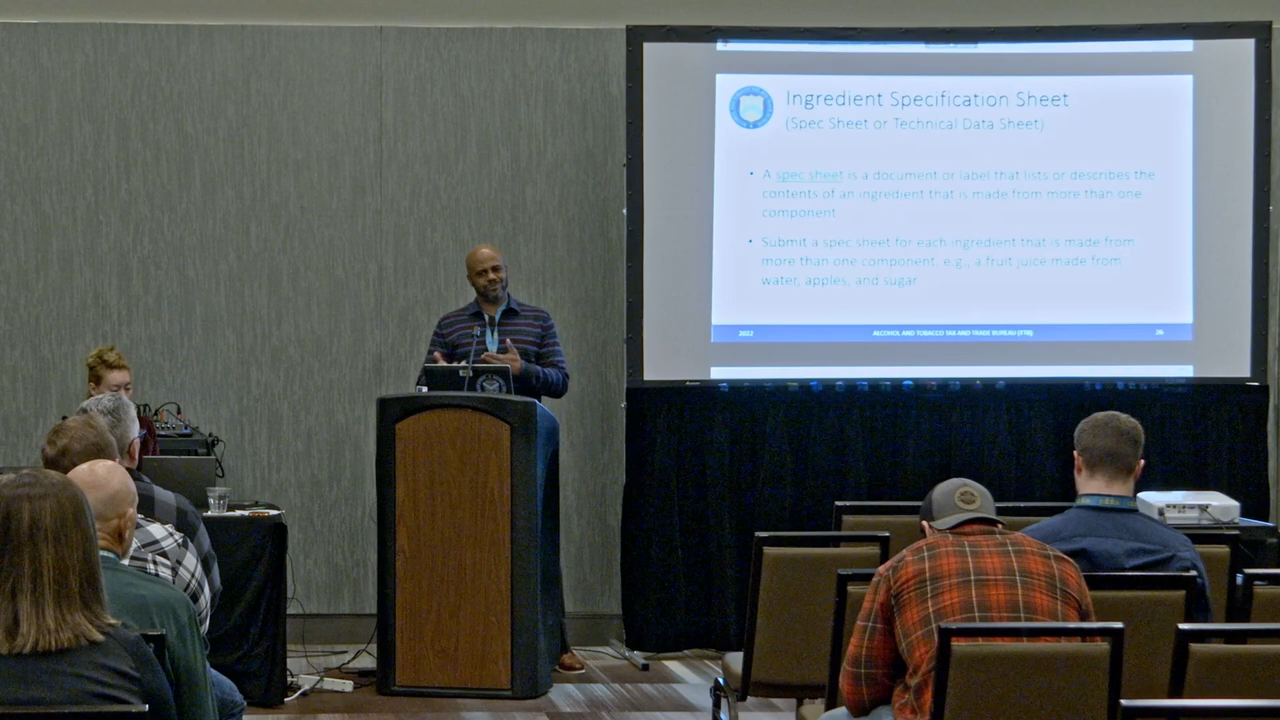 Ingredient Specification Sheet
(Spec Sheet or Technical Data Sheet)
• A spec sheet is a document or label that lists or describes the
contents of an ingredient that is made from more than one
component
• Submit a spec sheet for each ingredient that is made from
more than one component, e.g., a fruit juice made from
water, apples, and sugar
2022 ALCOHOL AND TOBACCO TAX AND TRADE BUREAU (TTB) 26